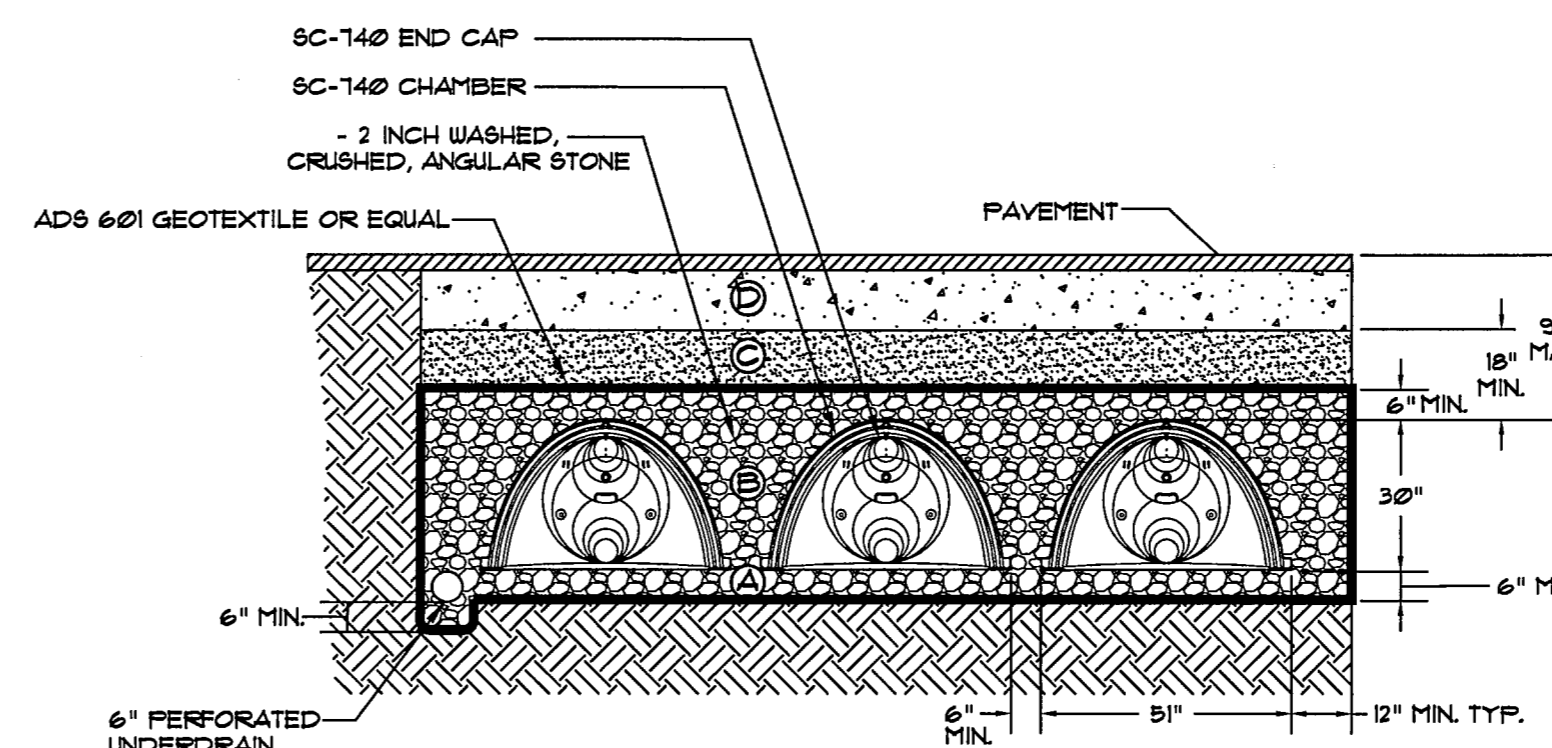 SC-740 END CAP
SC-740 CHAMBER
- 2 INCH WASHED,
CRUSHED, ANGULAR STONE
ADS 601 GEOTEXTILE OR EQUAL
PAVEMENT
D
C
18"
MIN.
6" MIN.
B
30"
A
6"
6" MIN.
6" PERFORATED
UNDERDRAIN
6"
MIN.
51"
12" MIN. TYP.